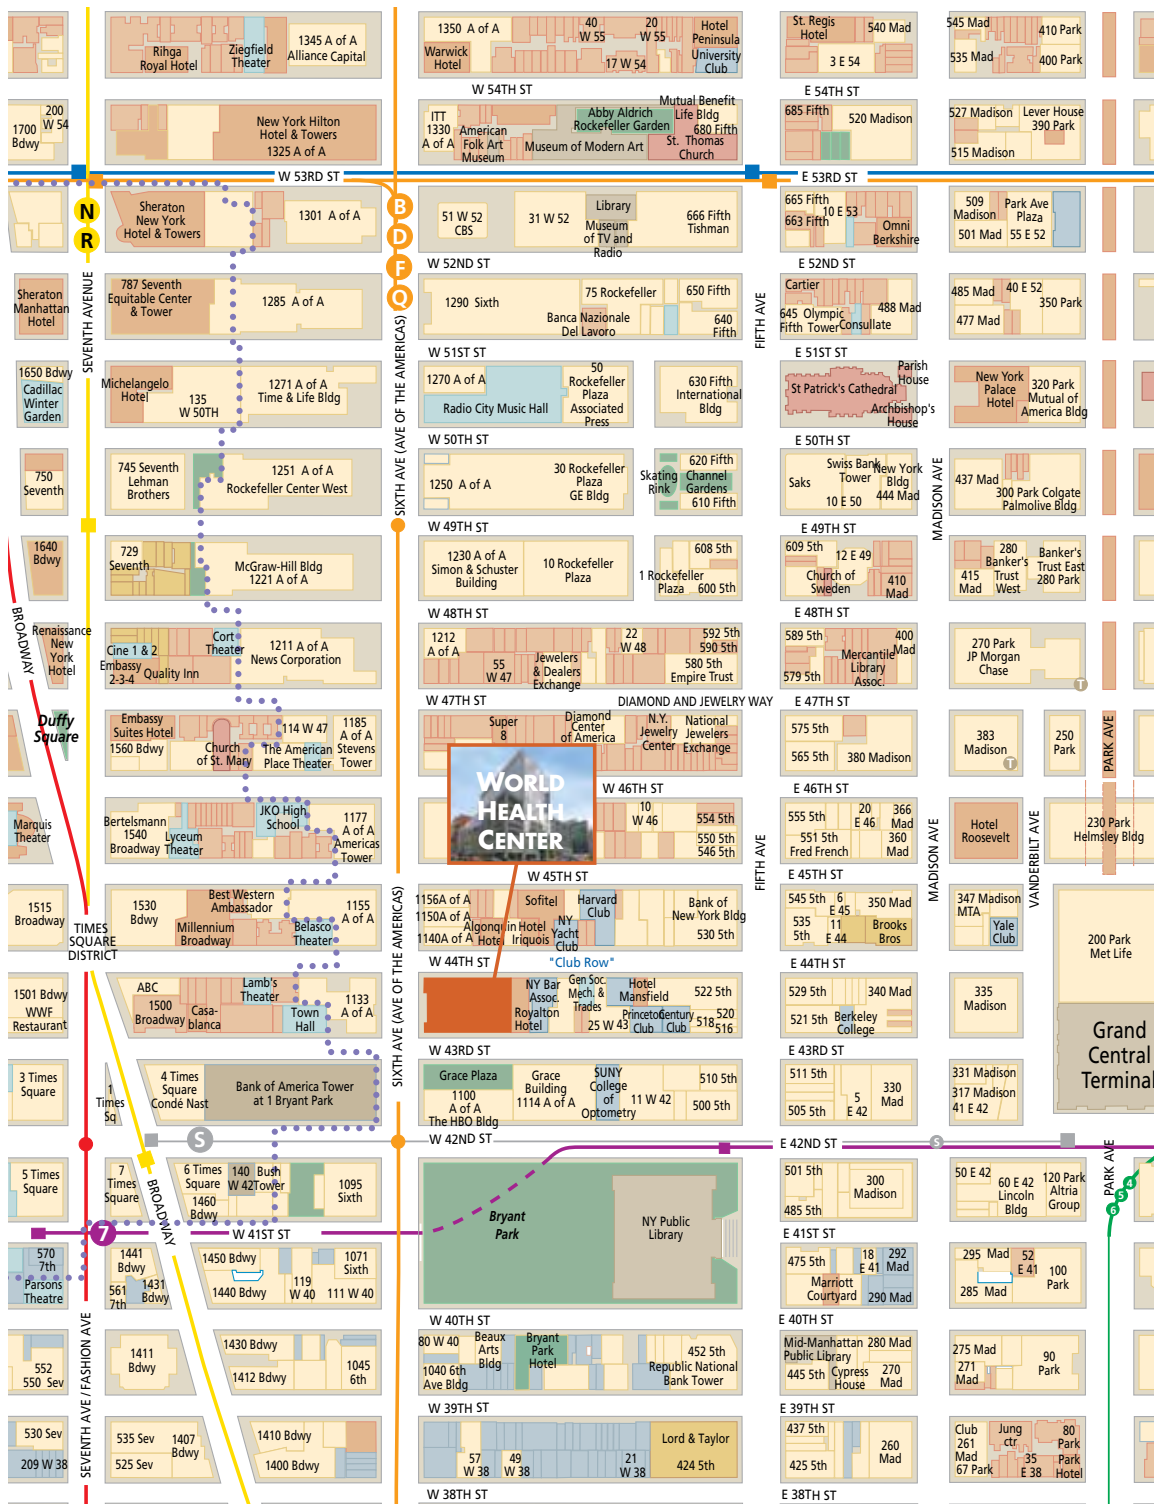 Rihga
Royal Hotel
Ziegfield
Theater
1345 A of A
Alliance Capital
1350 A of A
Warwick
Hotel
40
W 55
20
W 55
17 W 54
Hotel
Peninsula
University
Club
St. Regis
Hotel
540 Mad
3 E 54
545 Mad
535 Mad
410 Park
400 Park
W 54TH ST
E 54TH ST
200
W 54
1700
Bdwy
New York Hilton
Hotel & Towers
1325 A of A
ITT
1330
A of A
American
Folk Art
Museum
Abby Aldrich
Rockefeller Garden
Museum of Modern Art
Mutual Benefit
Life Bldg
680 Fifth
St. Thomas
Church
685 Fifth
520 Madison
527 Madison
515 Madison
Lever House
390 Park
W 53RD ST
E 53RD ST
N
R
B
D
F
Q
Sheraton
New York
Hotel & Towers
1301 A of A
51 W 52
CBS
31 W 52
Library
Museum
of TV and
Radio
666 Fifth
Tishman
665 Fifth
663 Fifth
10 E 53
Omni
Berkshire
509
Madison
501 Mad
Park Ave
Plaza
55 E 52
W 52ND ST
E 52ND ST
SEVENTH AVENUE
SIXTH AVE (AVE OF THE AMERICAS)
FIFTH AVE
MADISON AVE
Sheraton
Manhattan
Hotel
787 Seventh
Equitable Center
& Tower
1285 A of A
1290 Sixth
75 Rockefeller
Banca Nazionale
Del Lavoro
650 Fifth
640
Fifth
Cartier
645 Olympic
Fifth Tower
Consullate
488 Mad
485 Mad
477 Mad
40 E 52
350 Park
W 51ST ST
E 51ST ST
1650 Bdwy
Cadillac
Winter
Garden
Michelangelo
Hotel
135
W 50TH
1271 A of A
Time & Life Bldg
1270 A of A
Radio City Music Hall
50
Rockefeller
Plaza
Associated
Press
630 Fifth
International
Bldg
St Patrick's Cathedral
Parish
House
Archbishop's
House
New York
Palace
Hotel
320 Park
Mutual of
America Bldg
W 50TH ST
E 50TH ST
750
Seventh
745 Seventh
Lehman
Brothers
1251 A of A
Rockefeller Center West
1250 A of A
30 Rockefeller
Plaza
GE Bldg
Skating
Rink
620 Fifth
Channel
Gardens
610 Fifth
Saks
Swiss Bank
Tower
10 E 50
New York
Bldg
444 Mad
437 Mad
300 Park Colgate
Palmolive Bldg
W 49TH ST
E 49TH ST
1640
Bdwy
729
Seventh
McGraw-Hill Bldg
1221 A of A
1230 A of A
Simon & Schuster
Building
10 Rockefeller
Plaza
608 5th
1 Rockefeller
Plaza
600 5th
609 5th
12 E 49
Church of
Sweden
410
Mad
415
Mad
280
Banker's
Trust
West
Banker's
Trust East
280 Park
W 48TH ST
E 48TH ST
BROADWAY
Renaissance
New
York
Hotel
Cine 1 & 2
Embassy
2-3-4
Quality Inn
Cort
Theater
1211 A of A
News Corporation
1212
A of A
55
W 47
Jewelers
& Dealers
Exchange
22
W 48
592 5th
590 5th
580 5th
Empire Trust
589 5th
579 5th
Mercantile
Library
Assoc.
400
Mad
270 Park
JP Morgan
Chase
T
W 47TH ST
DIAMOND AND JEWELRY WAY
E 47TH ST
Duffy
Square
Embassy
Suites Hotel
1560 Bdwy
Church
of St. Mary
114 W 47
The American
Place Theater
1185
A of A
Stevens
Tower
Super
8
Diamond
Center
of America
N.Y.
Jewelry
Center
National
Jewelers
Exchange
575 5th
565 5th
380 Madison
383
Madison
T
250
Park
PARK AVE
W 46TH ST
E 46TH ST
WORLD
HEALTH
CENTER
Marquis
Theater
Bertelsmann
1540
Broadway
Lyceum
Theater
JKO High
School
1177
A of A
Americas
Tower
10
W 46
554 5th
550 5th
546 5th
555 5th
551 5th
Fred French
20
E 46
366
Mad
360
Mad
Hotel
Roosevelt
230 Park
Helmsley Bldg
FIFTH AVE
MADISON AVE
VANDERBILT AVE
W 45TH ST
E 45TH ST
1515
Broadway
TIMES
SQUARE
DISTRICT
1530
Bdwy
Best Western
Ambassador
Millennium
Broadway
Belasco
Theater
1155
A of A
1156A of A
1150A of A
1140A of A
Algonquin
Hotel
Sofitel
Hotel
Iriquois
NY
Yacht
Club
Harvard
Club
Bank of
New York Bldg
530 5th
545 5th
535
5th
6
E 45
11
E 44
350 Mad
Brooks
Bros
347 Madison
MTA
Yale
Club
200 Park
Met Life
W 44TH ST
"Club Row"
E 44TH ST
SIXTH AVE (AVE OF THE AMERICAS)
1501 Bdwy
WWF
Restaurant
ABC
1500
Broadway
Casa-
blanca
Lamb's
Theater
Town
Hall
1133
A of A
NY Bar
Assoc.
Royalton
Hotel
Gen Soc.
Mech. &
Trades
25 W 43
Hotel
Mansfield
Princeton
Club
Century
Club
522 5th
518
520
516
529 5th
521 5th
340 Mad
Berkeley
College
335
Madison
Grand
Central
Terminal
W 43RD ST
E 43RD ST
3 Times
Square
1
Times
Sq
4 Times
Square
Condé Nast
Bank of America Tower
at 1 Bryant Park
Grace Plaza
1100
A of A
The HBO Bldg
Grace
Building
1114 A of A
SUNY
College
of
Optometry
11 W 42
510 5th
500 5th
511 5th
505 5th
5
E 42
330
Mad
331 Madison
317 Madison
41 E 42
S
W 42ND ST
E 42ND ST
S
5 Times
Square
7
Times
Square
BROADWAY
6 Times
Square
1460
Bdwy
140
W 42
Bush
Tower
1095
Sixth
Bryant
Park
NY Public
Library
501 5th
485 5th
300
Madison
50 E 42
60 E 42
Lincoln
Bldg
120 Park
Altria
Group
PARK AVE
4
5
6
7
W 41ST ST
E 41ST ST
570
7th
Parsons
Theatre
1441
Bdwy
561
7th
1431
Bdwy
1450 Bdwy
1440 Bdwy
119
W 40
1071
Sixth
111 W 40
475 5th
Marriott
Courtyard
18
E 41
292
Mad
290 Mad
295 Mad
285 Mad
52
E 41
100
Park
W 40TH ST
E 40TH ST
SEVENTH AVE / FASHION AVE
552
550 Sev
1411
Bdwy
1430 Bdwy
1412 Bdwy
1045
6th
80 W 40
1040 6th
Ave Bldg
Beaux
Arts
Bldg
Bryant
Park
Hotel
452 5th
Republic National
Bank Tower
Mid-Manhattan
Public Library
445 5th
Cypress
House
280 Mad
270
Mad
275 Mad
271
Mad
90
Park
W 39TH ST
E 39TH ST
530 Sev
209 W 38
535 Sev
525 Sev
1407
Bdwy
1410 Bdwy
1400 Bdwy
57
W 38
49
W 38
21
W 38
Lord & Taylor
424 5th
437 5th
425 5th
260
Mad
Club
261
Mad
67 Park
Jung
ctr
35
E 38
80
Park
Park
Hotel
W 38TH ST
E 38TH ST